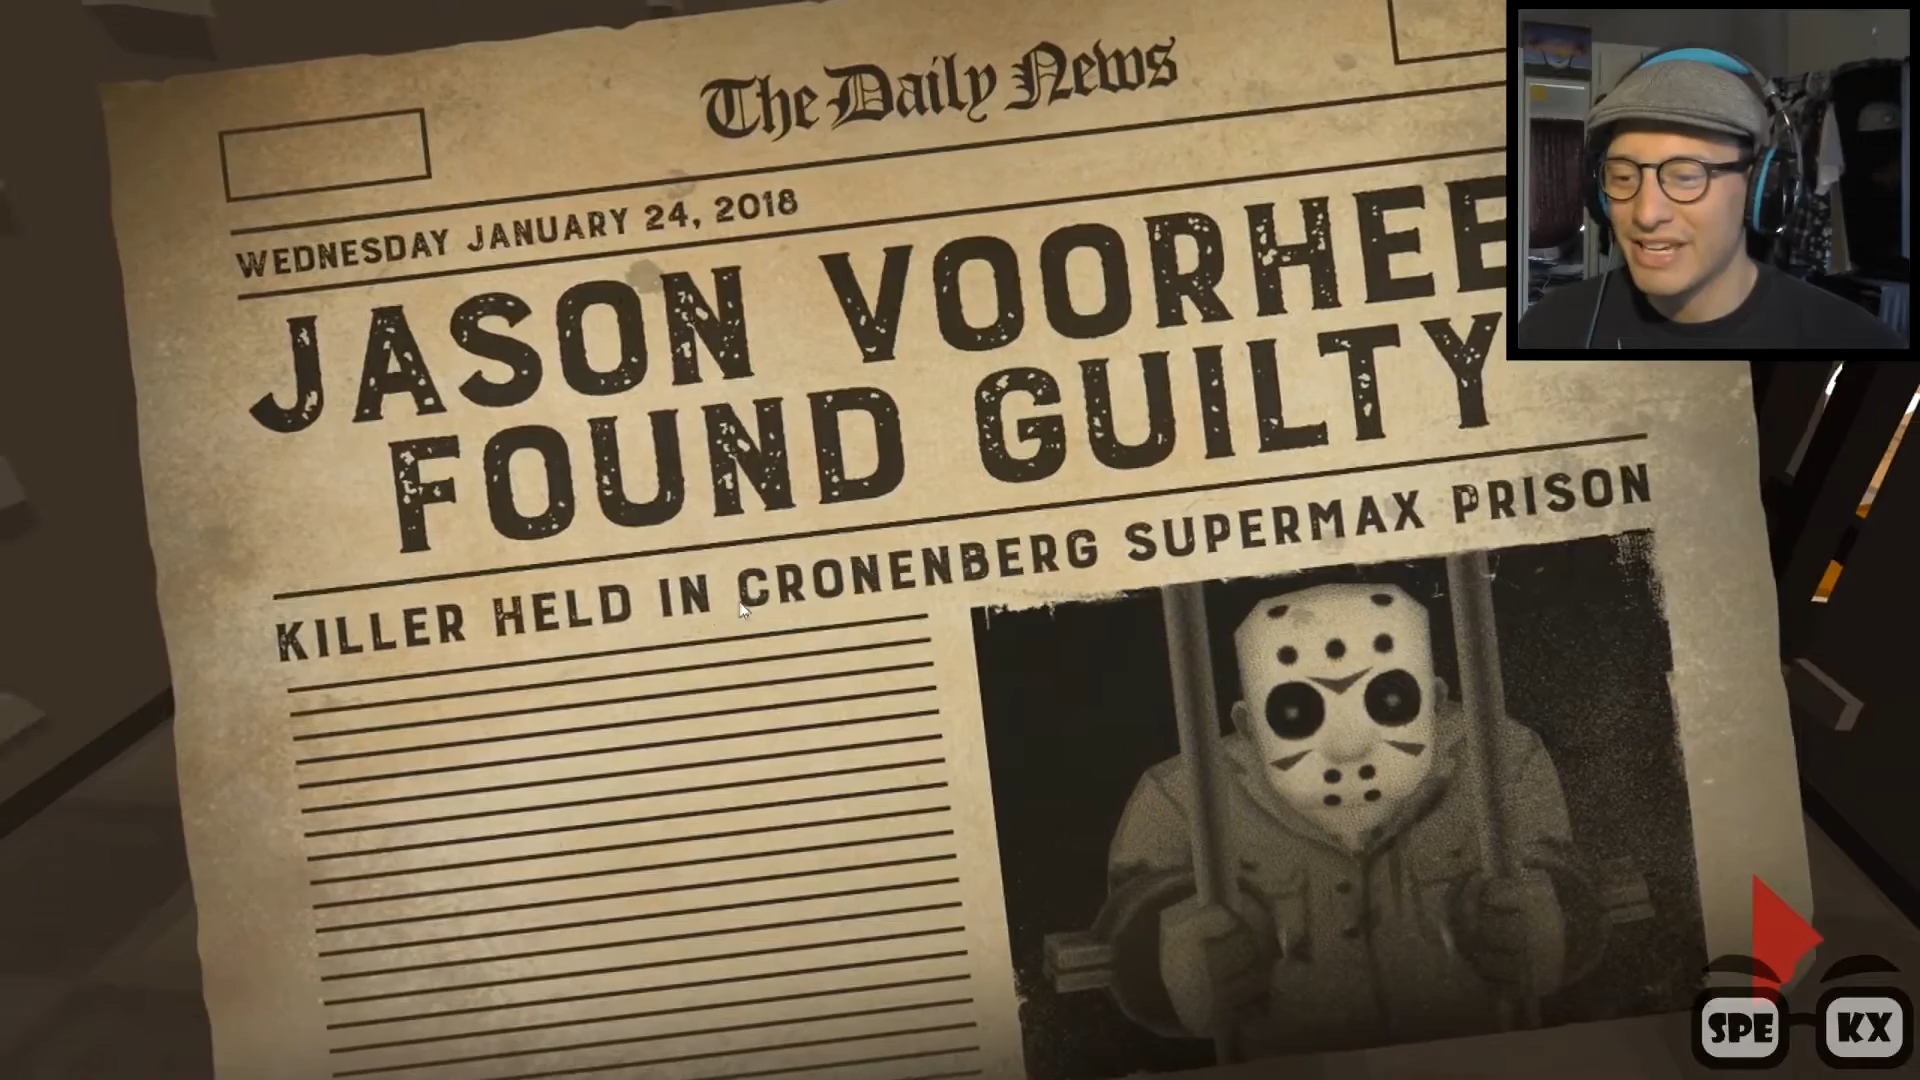 The Daily News
WEDNESDAY JANUARY 24, 2018
JASON VOORHEE
FOUND GUILTY
KILLER HELD IN CRONENBERG SUPERMAX PRISON
SPE KX